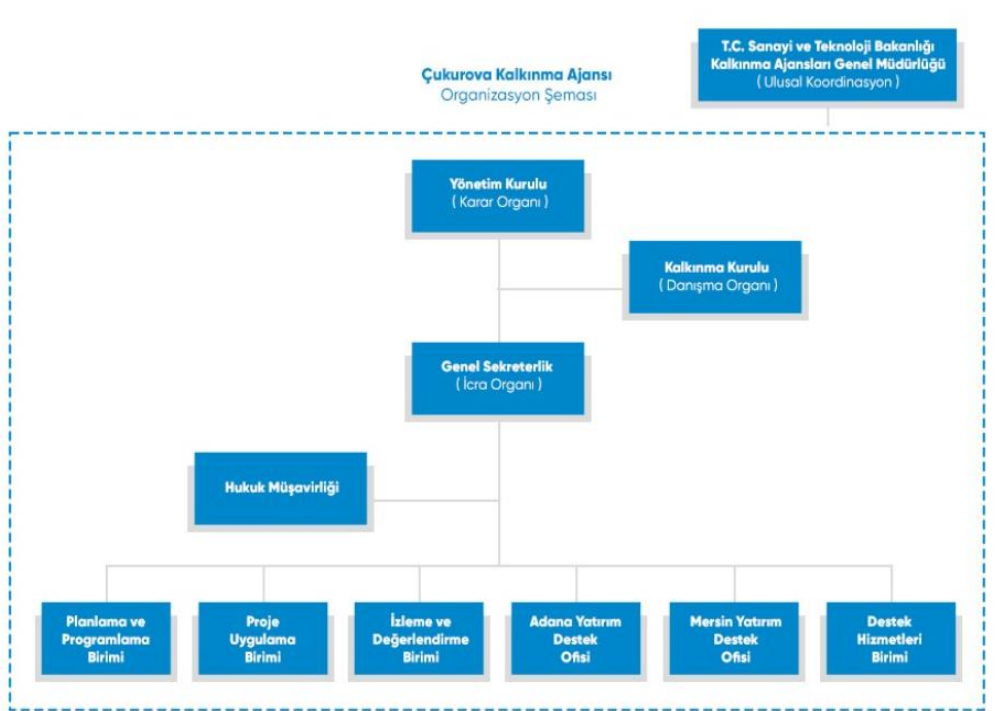 T.C. Sanayi ve Teknoloji Bakanlığı
Kalkınma Ajansları Genel Müdürlüğü
( Ulusal Koordinasyon )
Çukurova Kalkınma Ajansı
Organizasyon Şeması
Yönetim Kurulu
( Karar Organı )
Kalkınma Kurulu
( Danışma Organı )
Genel Sekreterlik
( İcra Organı )
Hukuk Müşavirliği
Planlama ve
Programlama
Birimi
Proje
Uygulama
Birimi
İzleme ve
Değerlendirme
Birimi
Adana Yatırım
Destek
Ofisi
Mersin Yatırım
Destek
Ofisi
Destek
Hizmetleri
Birimi